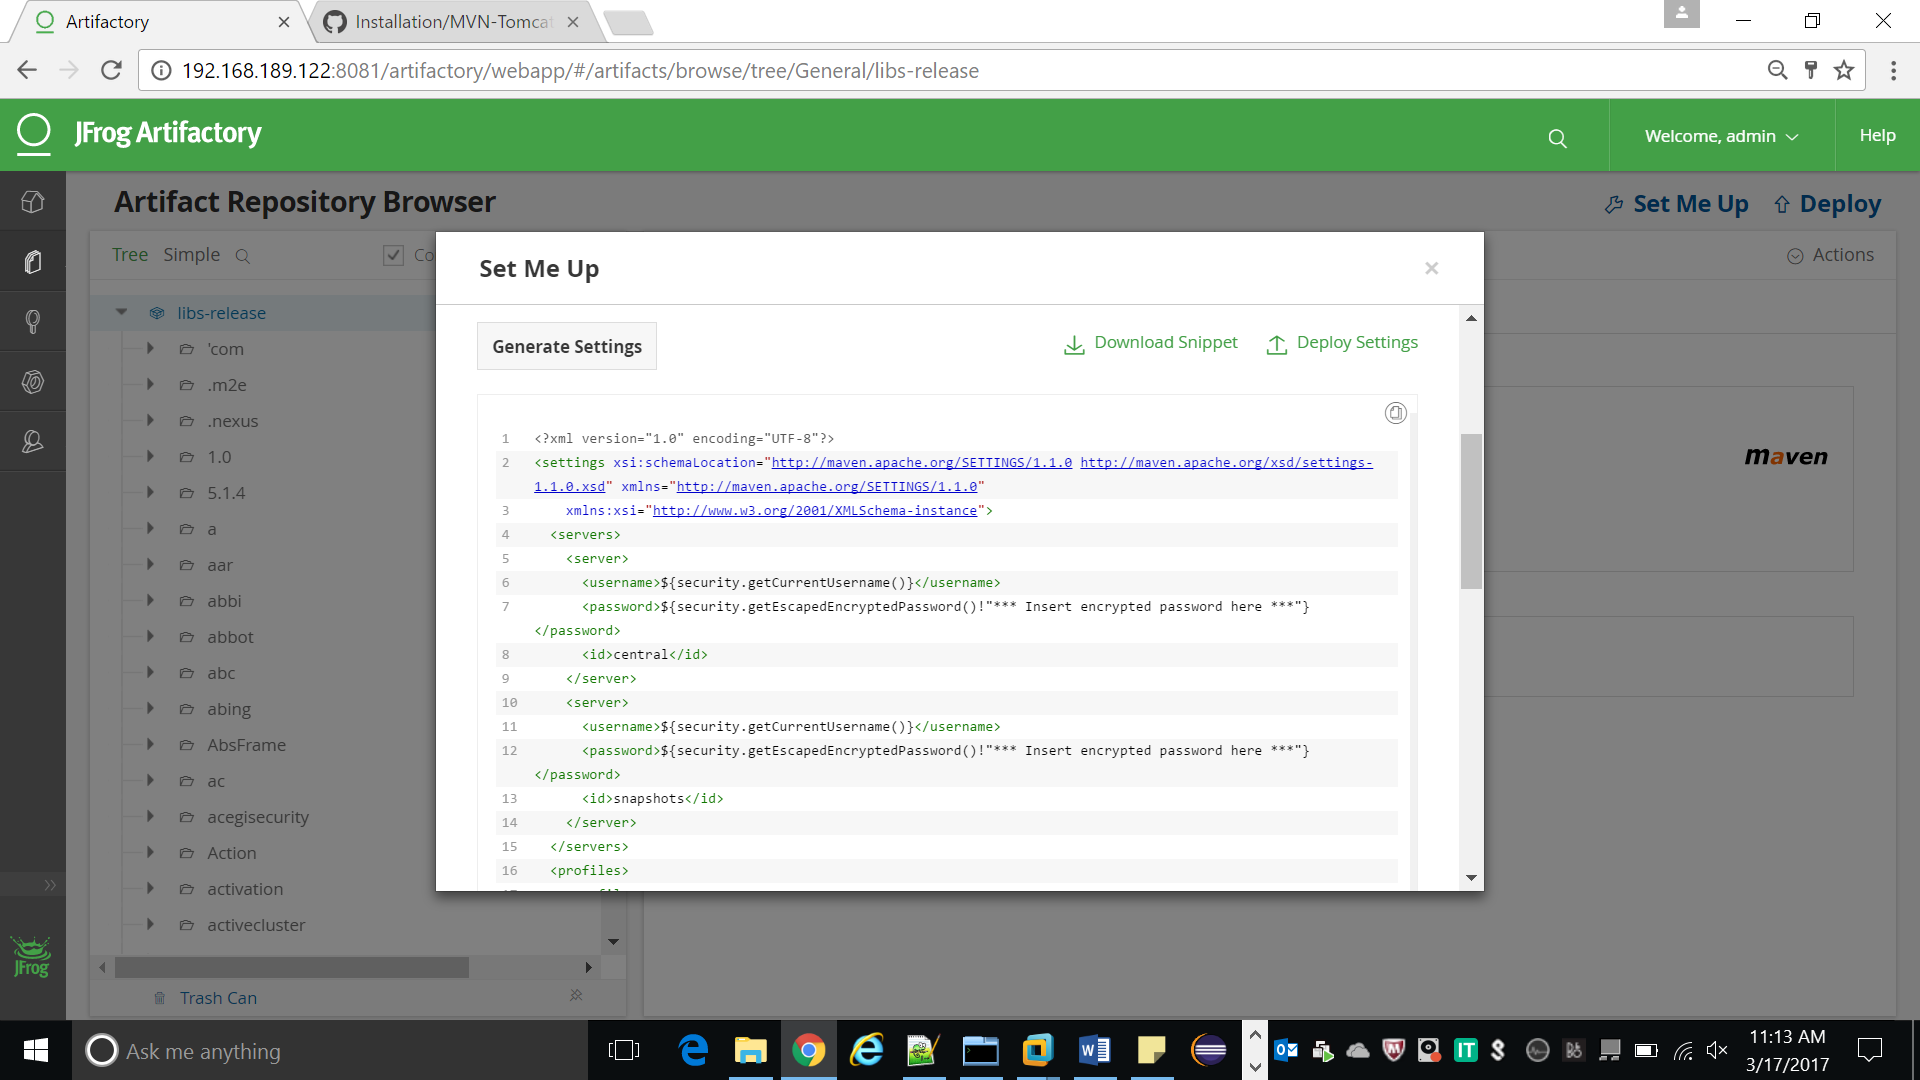 Artifactory
Installation/MVN-Tomca
192.168.189.122:8081/artifactory/webapp/#/artifacts/browse/tree/General/libs-release
JFrog Artifactory
Welcome, admin
Help
Artifact Repository Browser
Set Me Up
Deploy
Tree
Simple
Co
Actions
libs-release
'com
.m2e
.nexus
1.0
5.1.4
a
aar
abbi
abbot
abc
abing
AbsFrame
ac
acegisecurity
Action
activation
activecluster
Trash Can
JFrog
maven
Set Me Up
×
Generate Settings
Download Snippet
Deploy Settings
1 <?xml version="1.0" encoding="UTF-8"?>
2 <settings xsi:schemaLocation="http://maven.apache.org/SETTINGS/1.1.0 http://maven.apache.org/xsd/settings-
1.1.0.xsd" xmlns="http://maven.apache.org/SETTINGS/1.1.0"
3 xmlns:xsi="http://www.w3.org/2001/XMLSchema-instance">
4 <servers>
5 <server>
6 <username>${security.getCurrentUsername()}</username>
7 <password>${security.getEscapedEncryptedPassword()!"*** Insert encrypted password here ***"}
</password>
8 <id>central</id>
9 </server>
10 <server>
11 <username>${security.getCurrentUsername()}</username>
12 <password>${security.getEscapedEncryptedPassword()!"*** Insert encrypted password here ***"}
</password>
13 <id>snapshots</id>
14 </server>
15 </servers>
16 <profiles>
Ask me anything
11:13 AM
3/17/2017